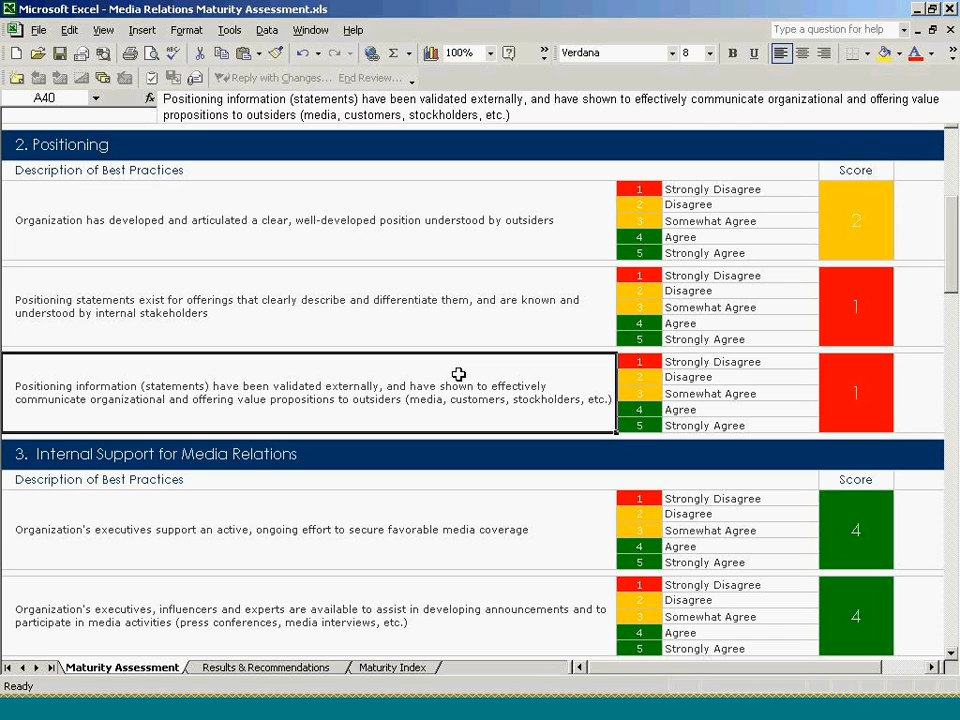 Microsoft Excel - Media Relations Maturity Assessment.xls
File Edit View Insert Format Tools Data Window Help
Type a question for help
100%
Verdana
8
B U
Reply with Changes... End Review...
A40
fx
Positioning information (statements) have been validated externally, and have shown to effectively communicate organizational and offering value
propositions to outsiders (media, customers, stockholders, etc.)
2. Positioning
Description of Best Practices Score
Organization has developed and articulated a clear, well-developed position understood by outsiders
1 Strongly Disagree
2 Disagree
3 Somewhat Agree
4 Agree
5 Strongly Agree
2
Positioning statements exist for offerings that clearly describe and differentiate them, and are known and
understood by internal stakeholders
1 Strongly Disagree
2 Disagree
3 Somewhat Agree
4 Agree
5 Strongly Agree
1
Positioning information (statements) have been validated externally, and have shown to effectively
communicate organizational and offering value propositions to outsiders (media, customers, stockholders, etc.)
1 Strongly Disagree
2 Disagree
3 Somewhat Agree
4 Agree
5 Strongly Agree
1
3. Internal Support for Media Relations
Description of Best Practices Score
Organization's executives support an active, ongoing effort to secure favorable media coverage
1 Strongly Disagree
2 Disagree
3 Somewhat Agree
4 Agree
5 Strongly Agree
4
Organization's executives, influencers and experts are available to assist in developing announcements and to
participate in media activities (press conferences, media interviews, etc.)
1 Strongly Disagree
2 Disagree
3 Somewhat Agree
4 Agree
5 Strongly Agree
4
Maturity Assessment Results & Recommendations Maturity Index
Ready